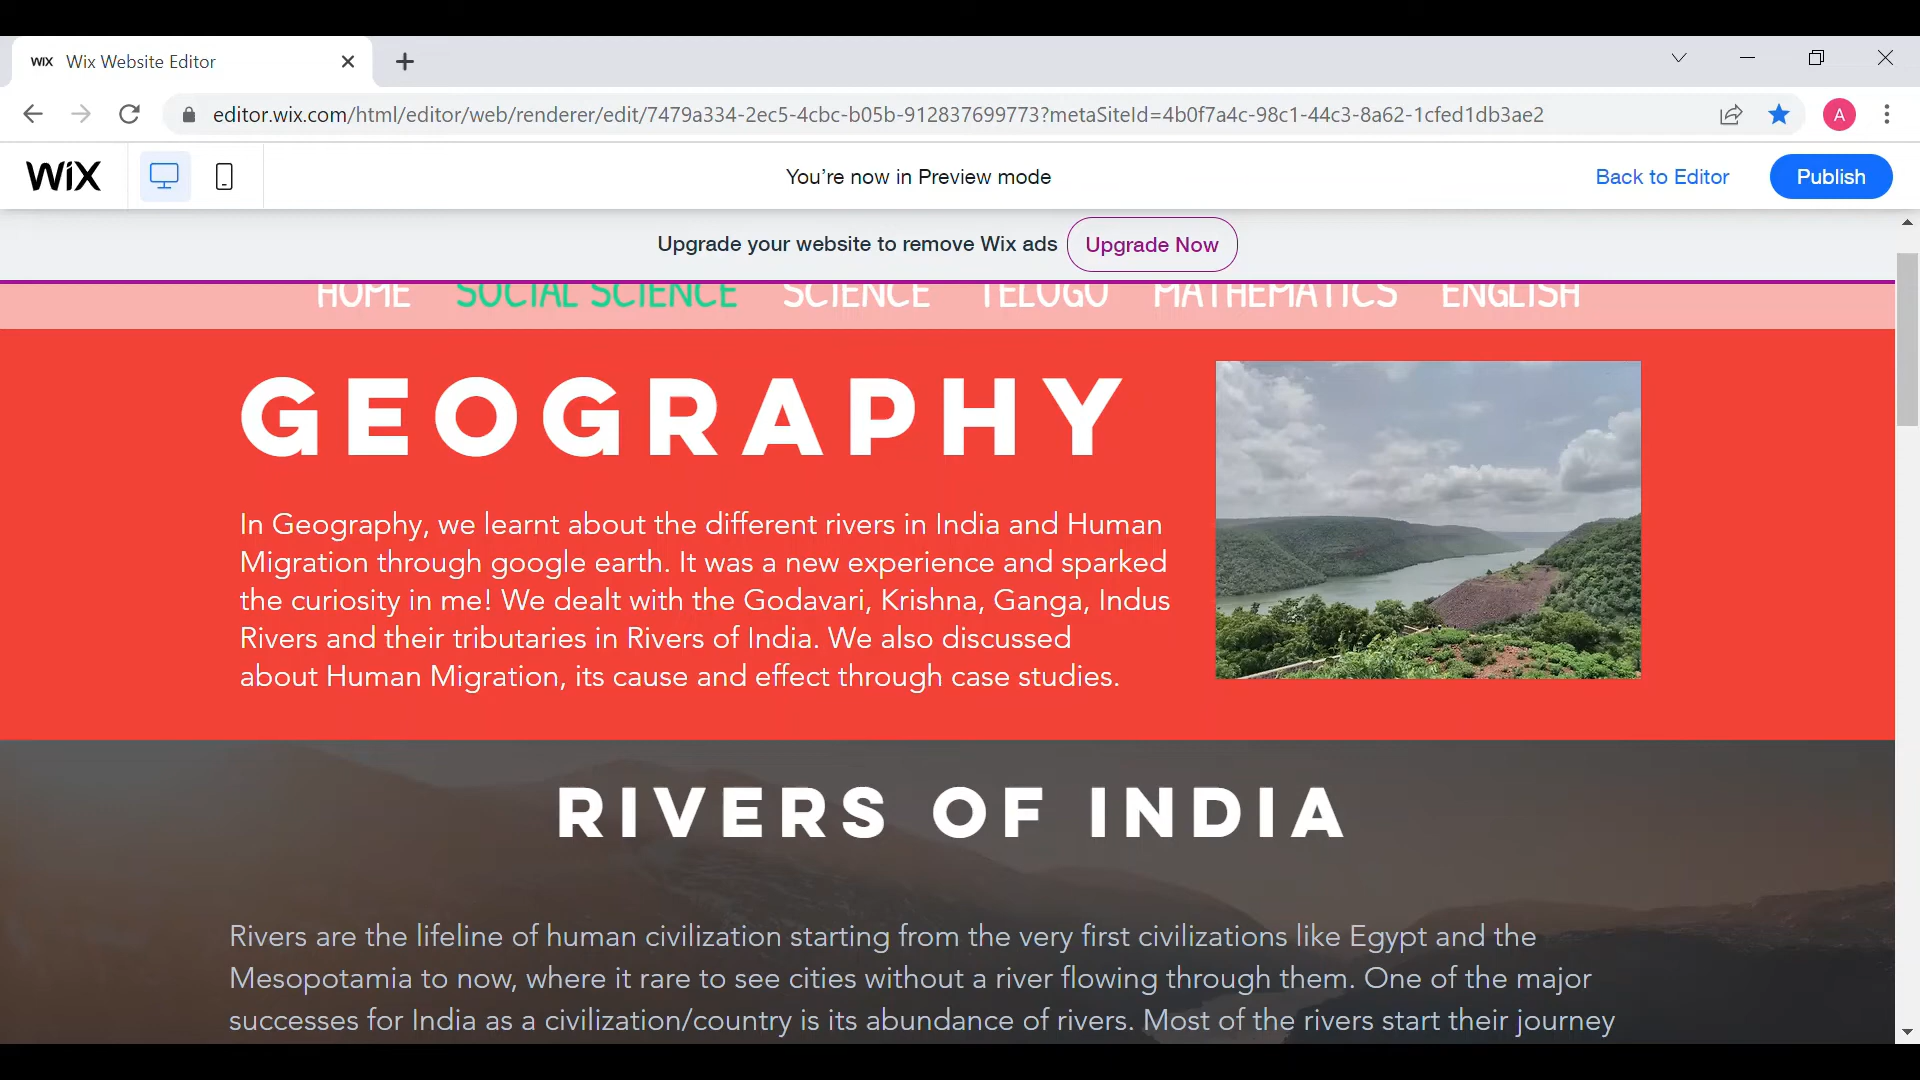 WIX Wix Website Editor
editor.wix.com/html/editor/web/renderer/edit/7479a334-2ec5-4cbc-b05b-912837699773?metaSiteId=4b0f7a4c-98c1-44c3-8a62-1cfed1db3ae2
A
WIX
You're now in Preview mode
Back to Editor
Publish
Upgrade your website to remove Wix ads
Upgrade Now
HOME SOCIAL SCIENCE SCIENCE TELUGU MATHEMATICS ENGLISH
GEOGRAPHY
In Geography, we learnt about the different rivers in India and Human
Migration through google earth. It was a new experience and sparked
the curiosity in me! We dealt with the Godavari, Krishna, Ganga, Indus
Rivers and their tributaries in Rivers of India. We also discussed
about Human Migration, its cause and effect through case studies.
RIVERS OF INDIA
Rivers are the lifeline of human civilization starting from the very first civilizations like Egypt and the
Mesopotamia to now, where it rare to see cities without a river flowing through them. One of the major
successes for India as a civilization/country is its abundance of rivers. Most of the rivers start their journey